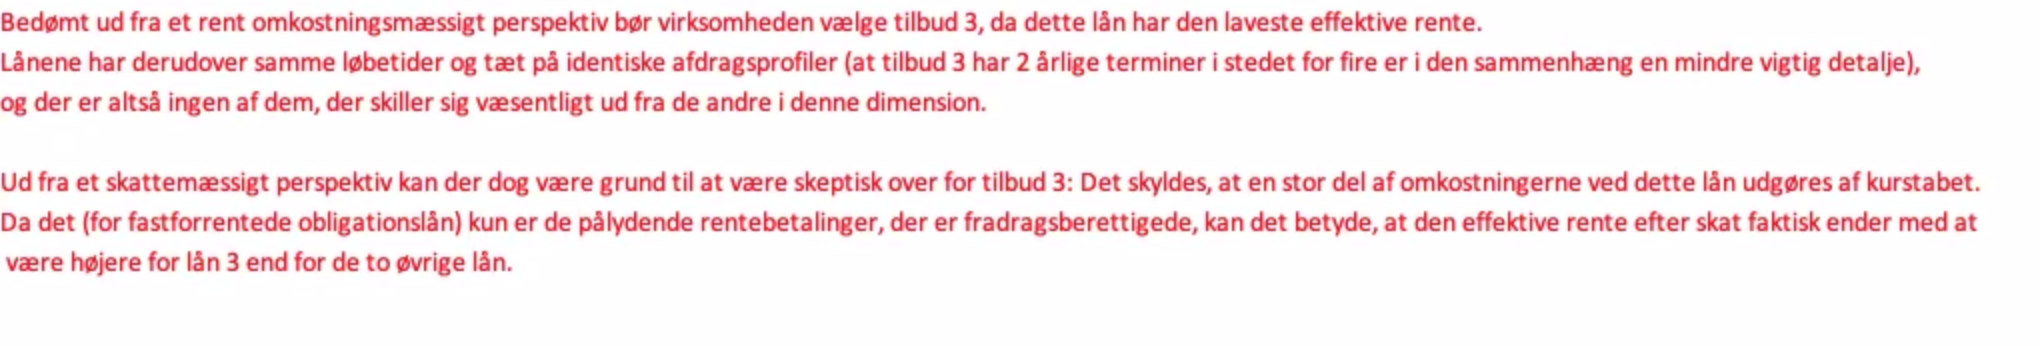 Bedømt ud fra et rent omkostningsmæssigt perspektiv bør virksomheden vælge tilbud 3, da dette lån har den laveste effektive rente.
Lånene har derudover samme løbetider og tæt på identiske afdragsprofiler (at tilbud 3 har 2 årlige terminer i stedet for fire er i den sammenhæng en mindre vigtig detalje),
og der er altså ingen af dem, der skiller sig væsentligt ud fra de andre i denne dimension.
Ud fra et skattemæssigt perspektiv kan der dog være grund til at være skeptisk over for tilbud 3: Det skyldes, at en stor del af omkostningerne ved dette lån udgøres af kurstabet.
Da det (for fastforrentede obligationslån) kun er de pålydende rentebetalinger, der er fradragsberettigede, kan det betyde, at den effektive rente efter skat faktisk ender med at
være højere for lån 3 end for de to øvrige lån.